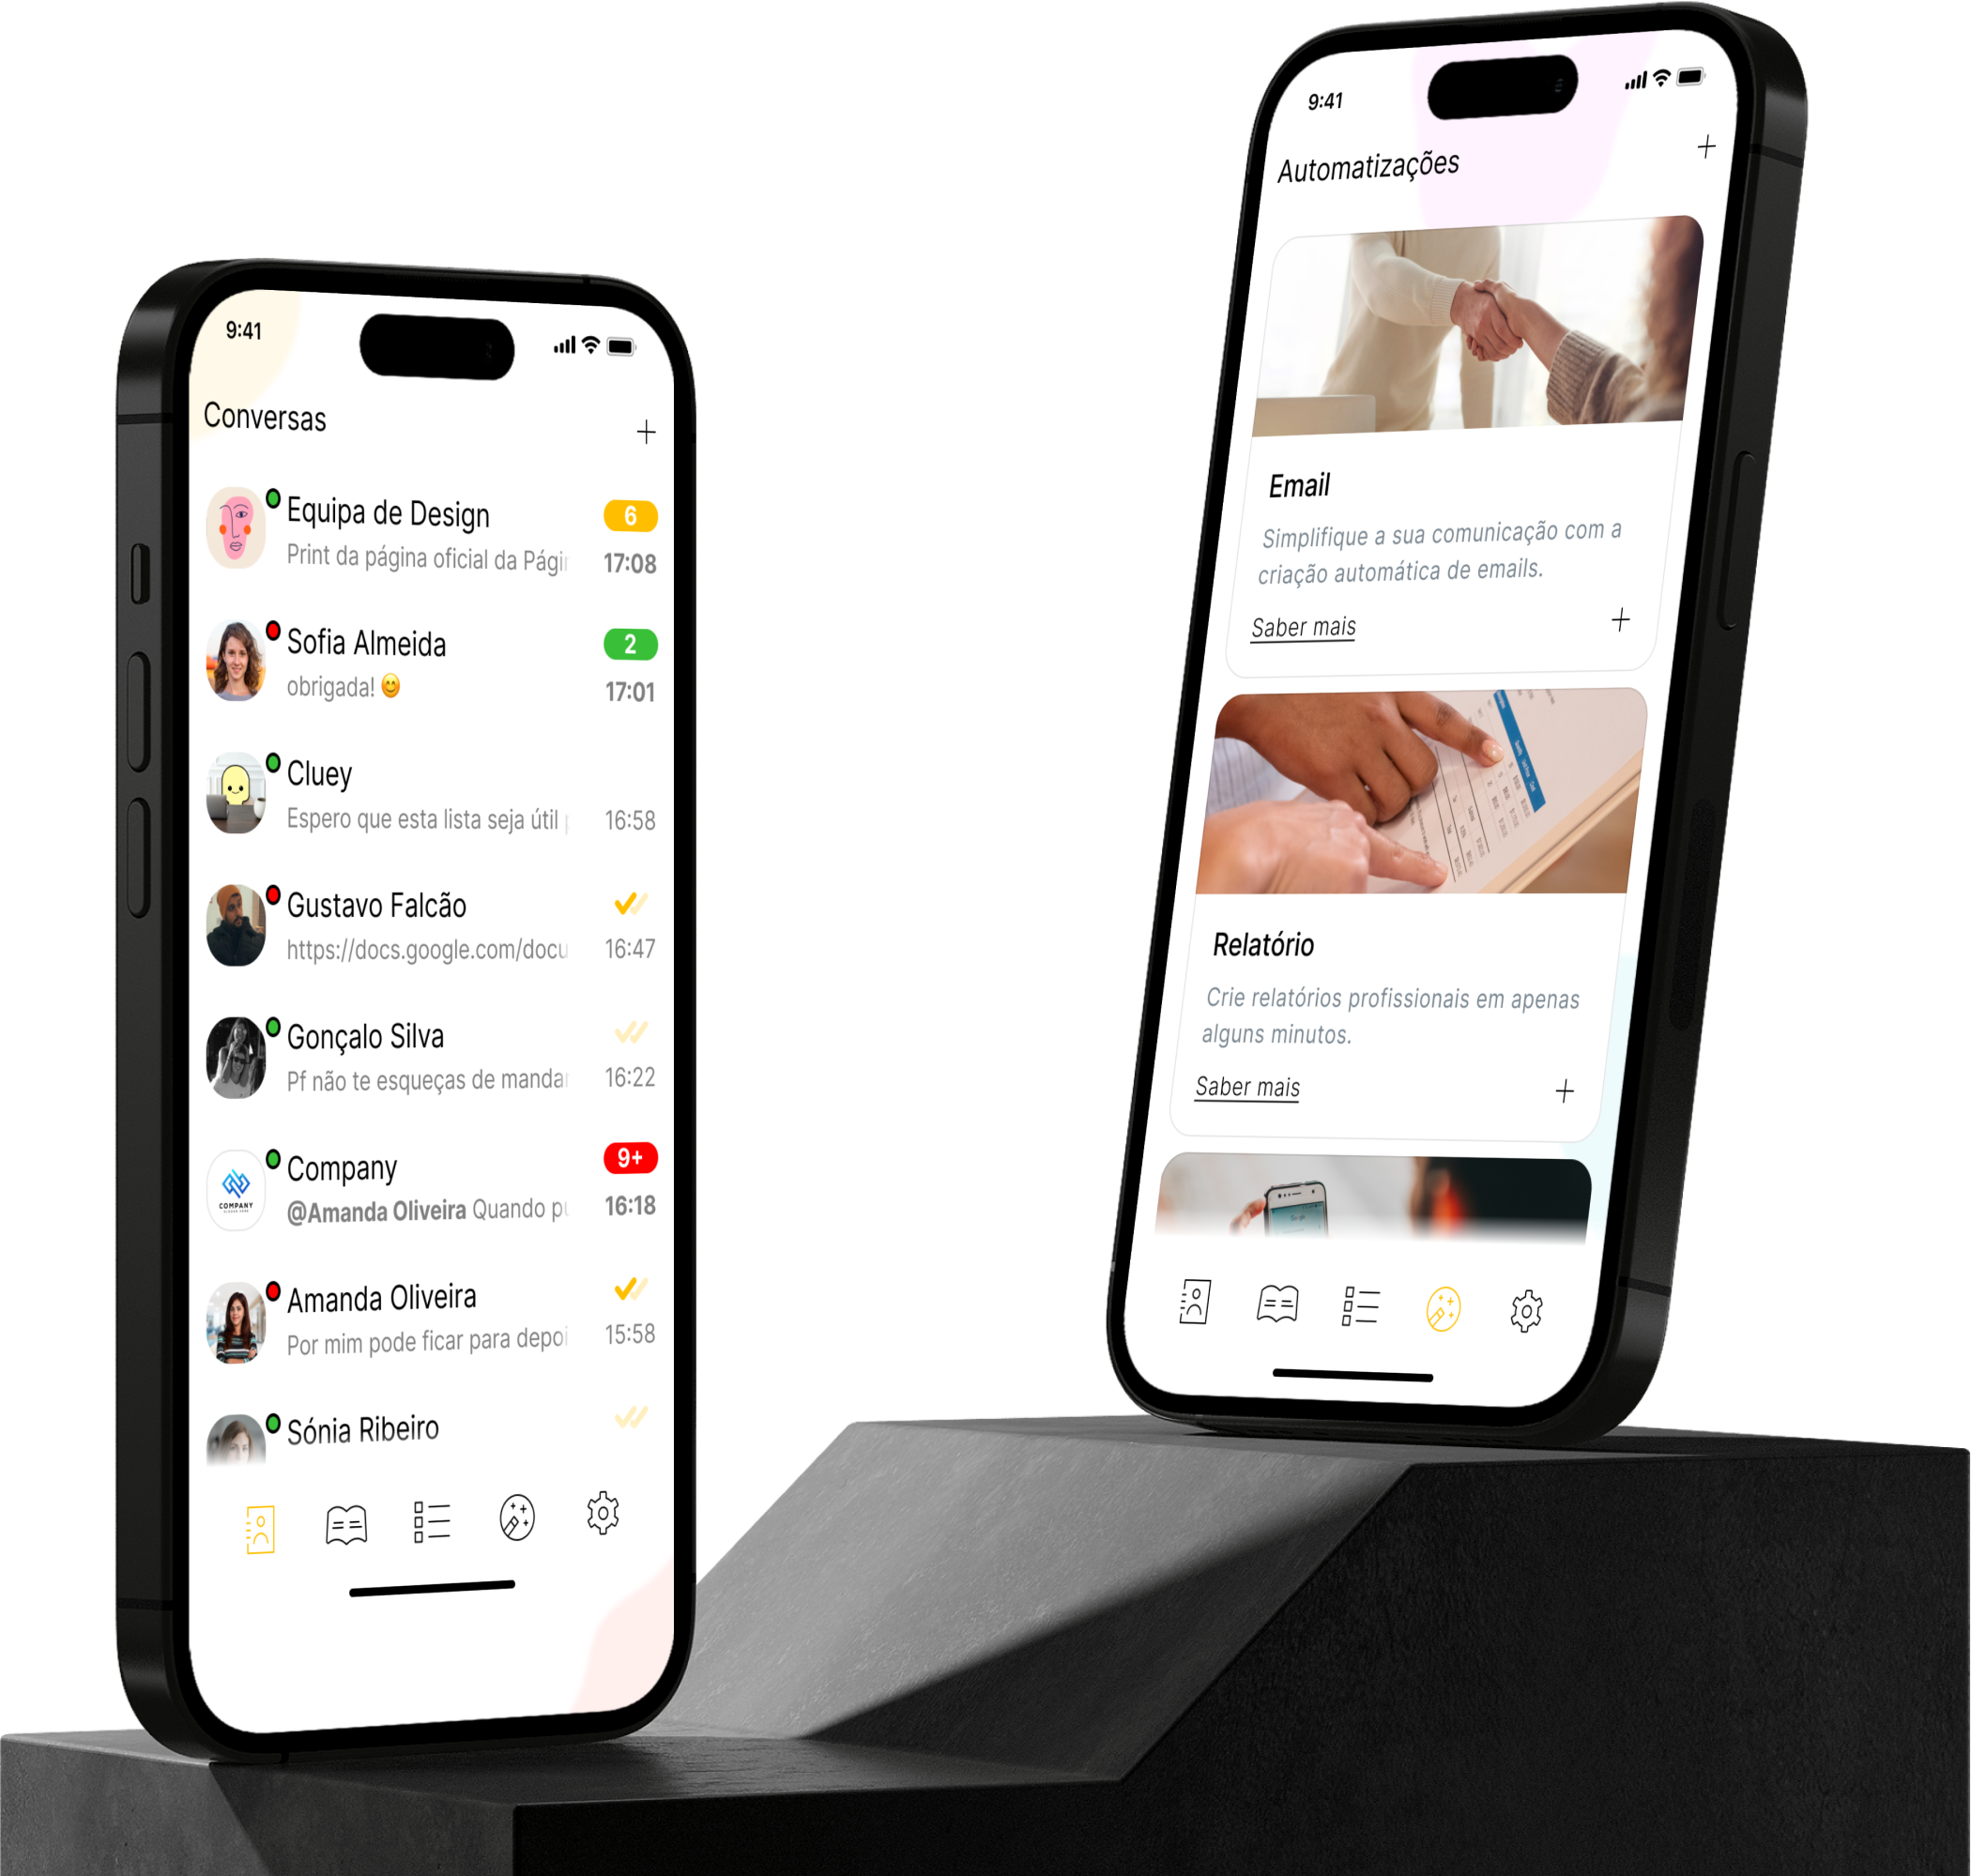 9:41
Conversas
Equipa de Design
6
Print da página oficial da Págin
17:08
Sofia Almeida
2
obrigada! 😊
17:01
Cluey
Espero que esta lista seja útil
16:58
Gustavo Falcão
https://docs.google.com/docu
16:47
Gonçalo Silva
Pf não te esqueças de mandar
16:22
COMPANY
Company
9+
@Amanda Oliveira Quando pu
16:18
Amanda Oliveira
Por mim pode ficar para depoi
15:58
Sónia Ribeiro
9:41
Automatizações
Email
Simplifique a sua comunicação com a
criação automática de emails.
Saber mais
Relatório
Crie relatórios profissionais em apenas
alguns minutos.
Saber mais